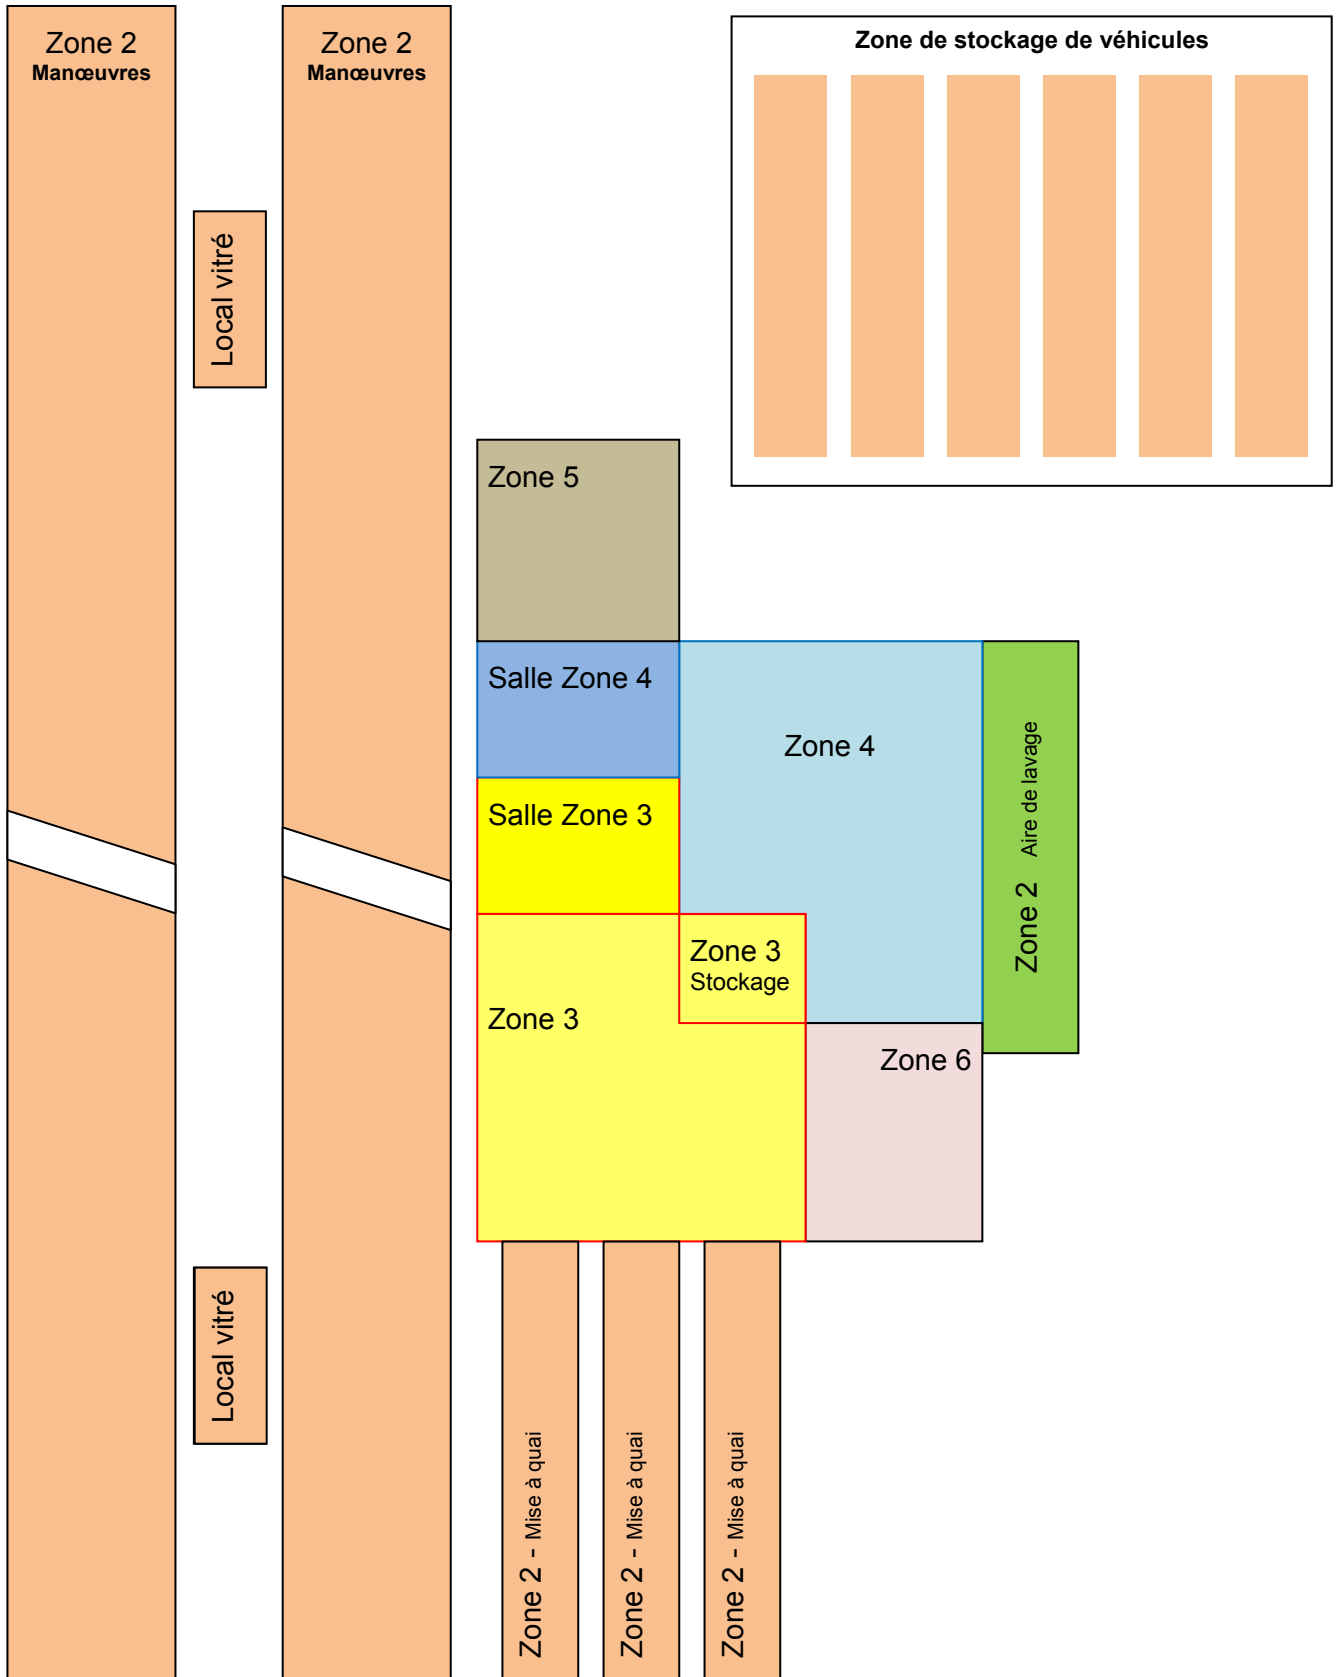 Zone 2
Manœuvres
Zone 2
Manœuvres
Zone de stockage de véhicules
Local vitré
Zone 5
Salle Zone 4
Zone 4
Zone 2 Aire de lavage
Salle Zone 3
Zone 3
Stockage
Zone 3
Zone 6
Local vitré
Zone 2 - Mise à quai
Zone 2 - Mise à quai
Zone 2 - Mise à quai